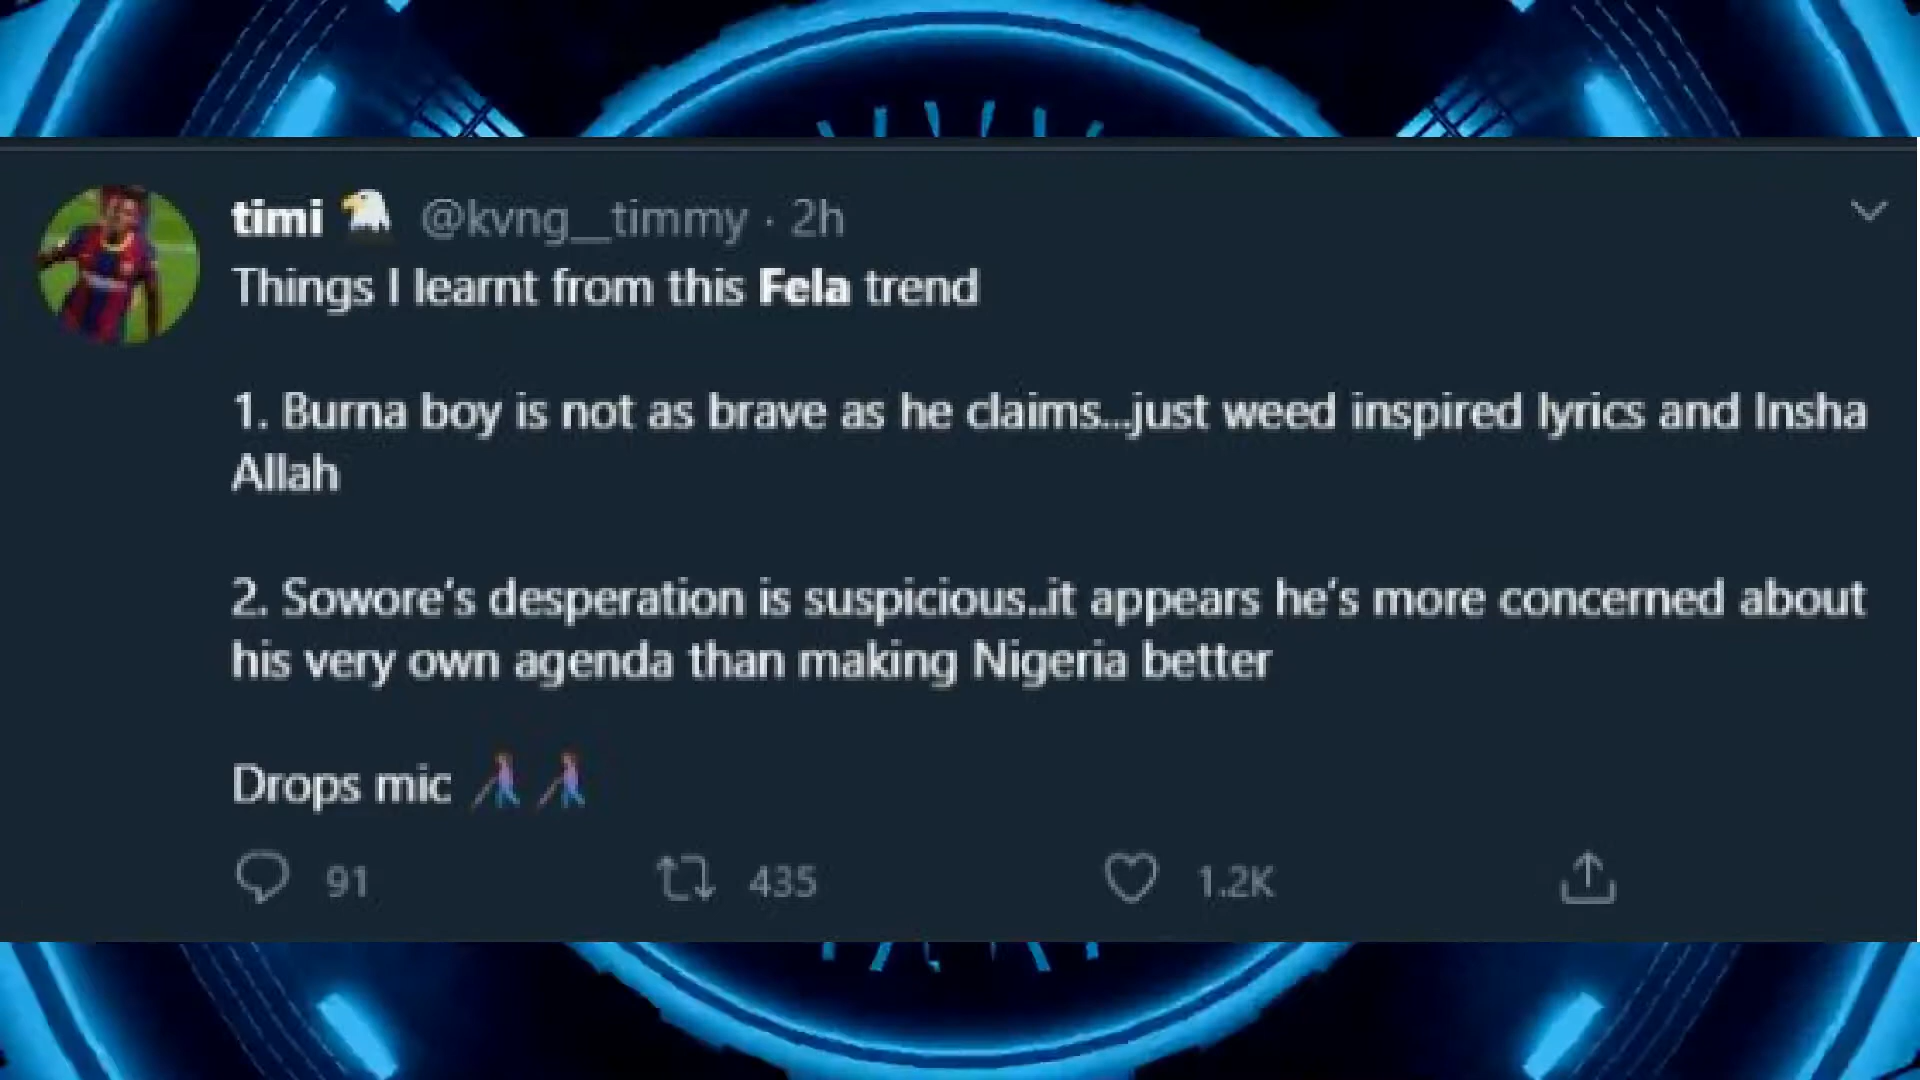 timi 🦅 @kvng__timmy · 2h
Things I learnt from this Fela trend
1. Burna boy is not as brave as he claims...just weed inspired lyrics and Insha
Allah
2. Sowore's desperation is suspicious..it appears he's more concerned about
his very own agenda than making Nigeria better
Drops mic 👨‍🦯👨‍🦯
91 435 1.2K